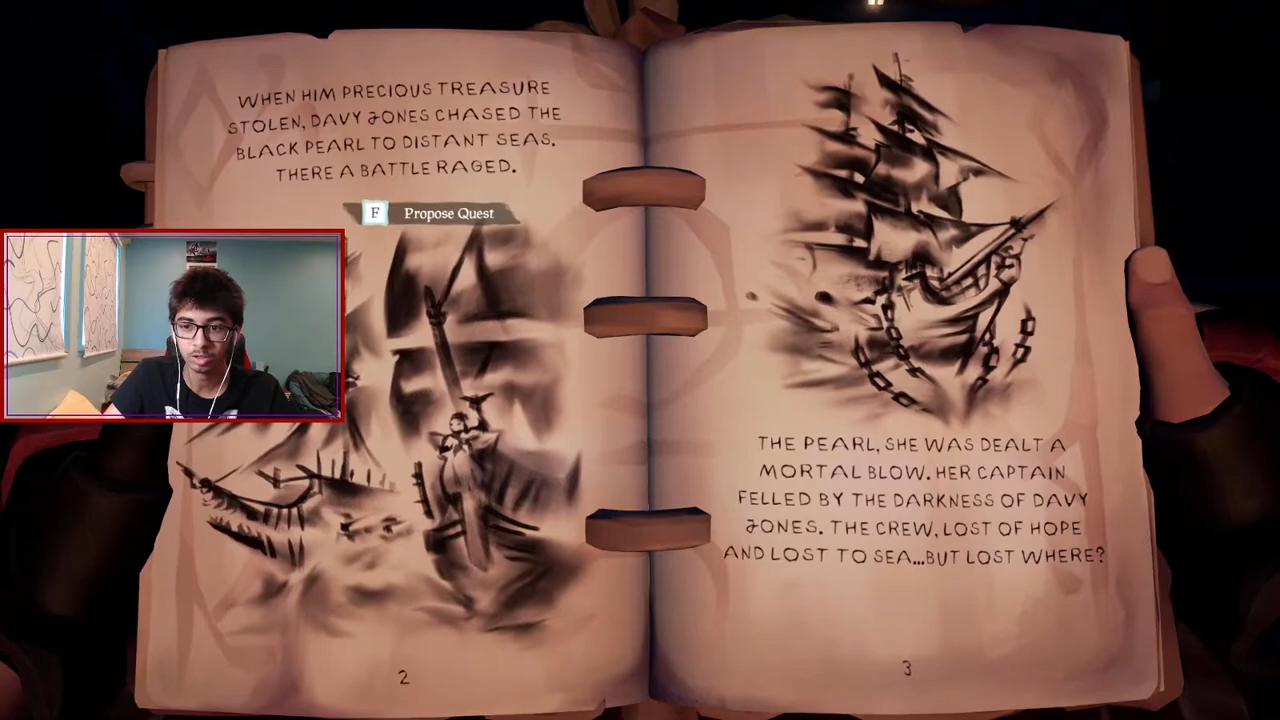 WHEN HIM PRECIOUS TREASURE
STOLEN, DAVY JONES CHASED THE
BLACK PEARL TO DISTANT SEAS.
THERE A BATTLE RAGED.
F Propose Quest
2
THE PEARL, SHE WAS DEALT A
MORTAL BLOW. HER CAPTAIN
FELLED BY THE DARKNESS OF DAVY
JONES. THE CREW, LOST OF HOPE
AND LOST TO SEA...BUT LOST WHERE?
3